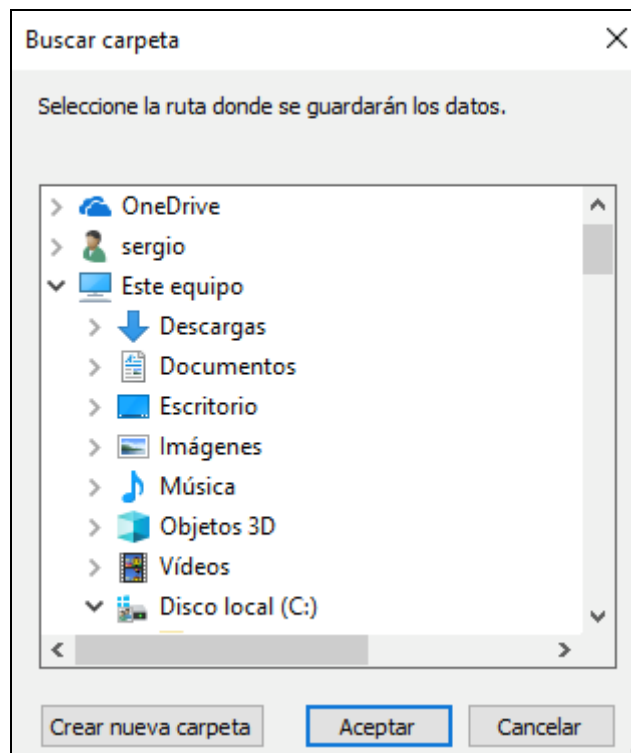 Buscar carpeta
Seleccione la ruta donde se guardarán los datos.
OneDrive
sergio
Este equipo
Descargas
Documentos
Escritorio
Imágenes
Música
Objetos 3D
Vídeos
Disco local (C:)
Crear nueva carpeta Aceptar Cancelar